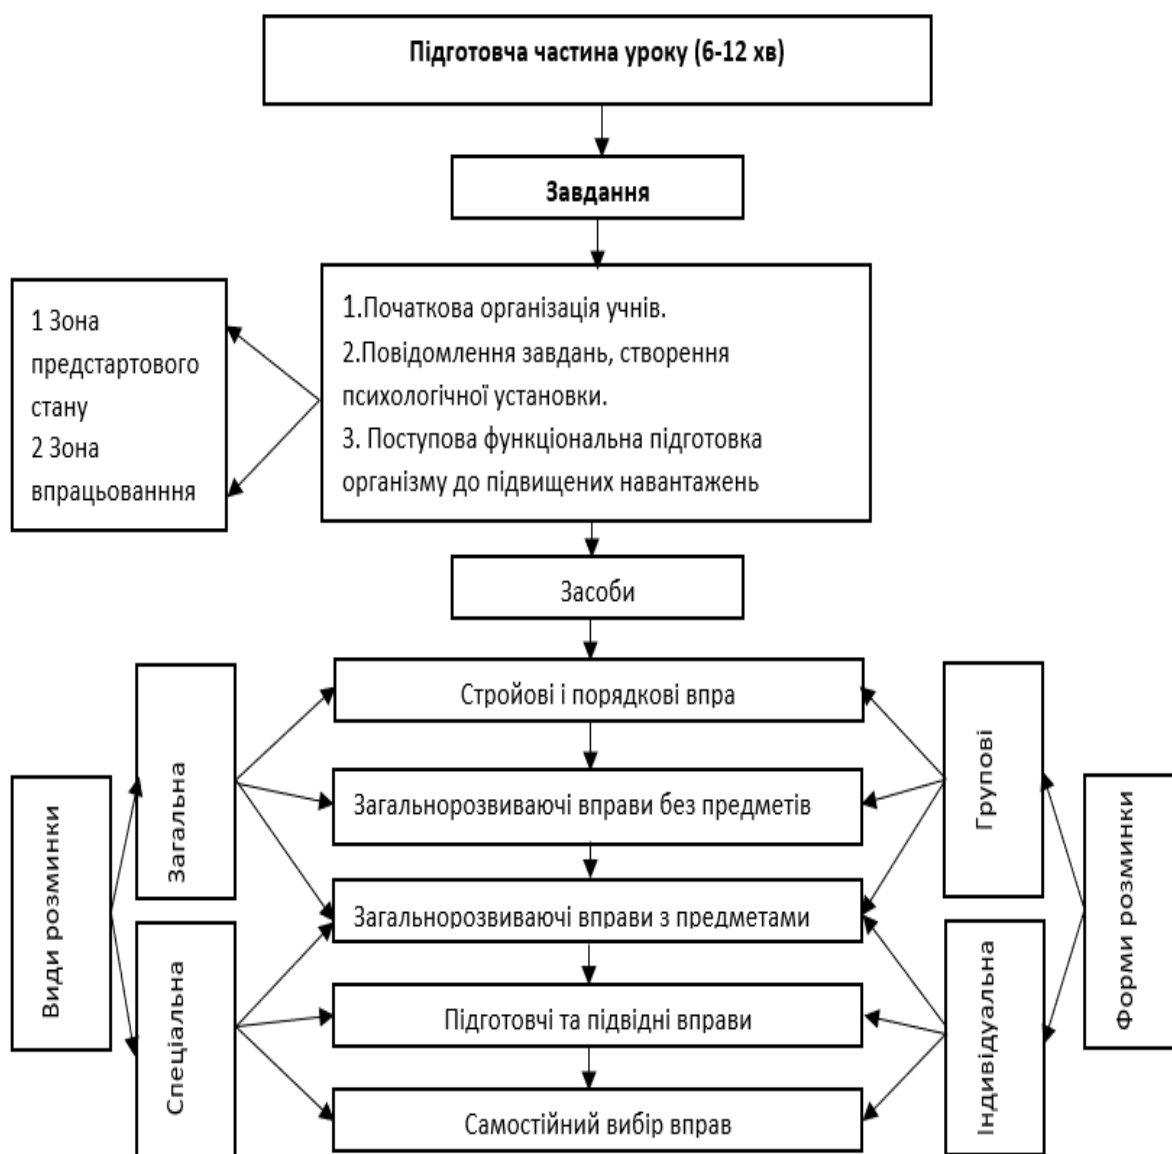 Підготовча частина уроку (6-12 хв)
Завдання
1 Зона
предстартового
стану
2 Зона
впрацьованння
1.Початкова організація учнів.
2.Повідомлення завдань, створення
психологічної установки.
3. Поступова функціональна підготовка
організму до підвищених навантажень
Засоби
Види розминки
Загальна
Спеціальна
Стройові і порядкові впра
Загальнорозвиваючі вправи без предметів
Загальнорозвиваючі вправи з предметами
Підготовчі та підвідні вправи
Самостійний вибір вправ
Групові
Індивідуальна
Форми розминки